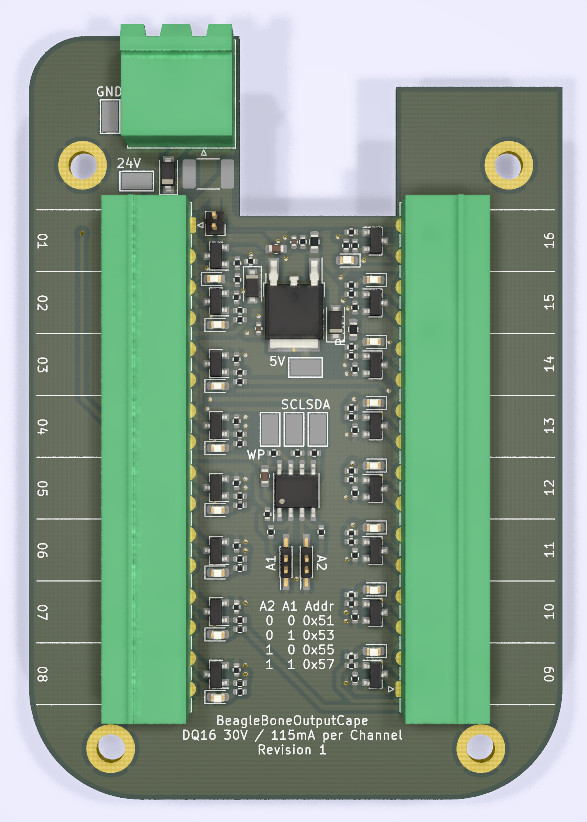 GND
24V
01
16
02
15
03
14
5V
R
SCL SDA
04
13
WP
05
12
06
11
A1
A2
A2 A1 Addr
0 0 0x51
0 1 0x53
1 0 0x55
1 1 0x57
07
10
08
09
BeagleBoneOutputCape
DQ16 30V / 115mA per Channel
Revision 1